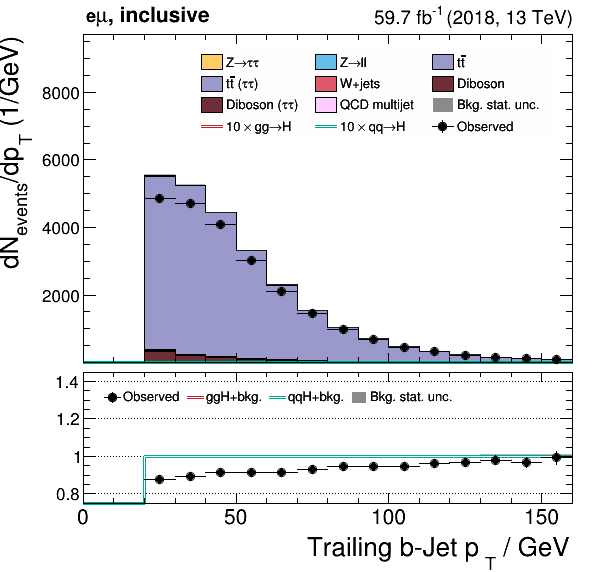 eμ, inclusive 59.7 fb⁻¹ (2018, 13 TeV)
dN_events/dp_T (1/GeV)
Z→ττ Z→ll tt̄
tt̄ (ττ) W+jets Diboson
Diboson (ττ) QCD multijet Bkg. stat. unc.
10 × gg→H 10 × qq→H Observed
8000
6000
4000
2000
Observed ggH+bkg. qqH+bkg. Bkg. stat. unc.
1.4
1.2
1
0.8
0 50 100 150
Trailing b-Jet p_T / GeV